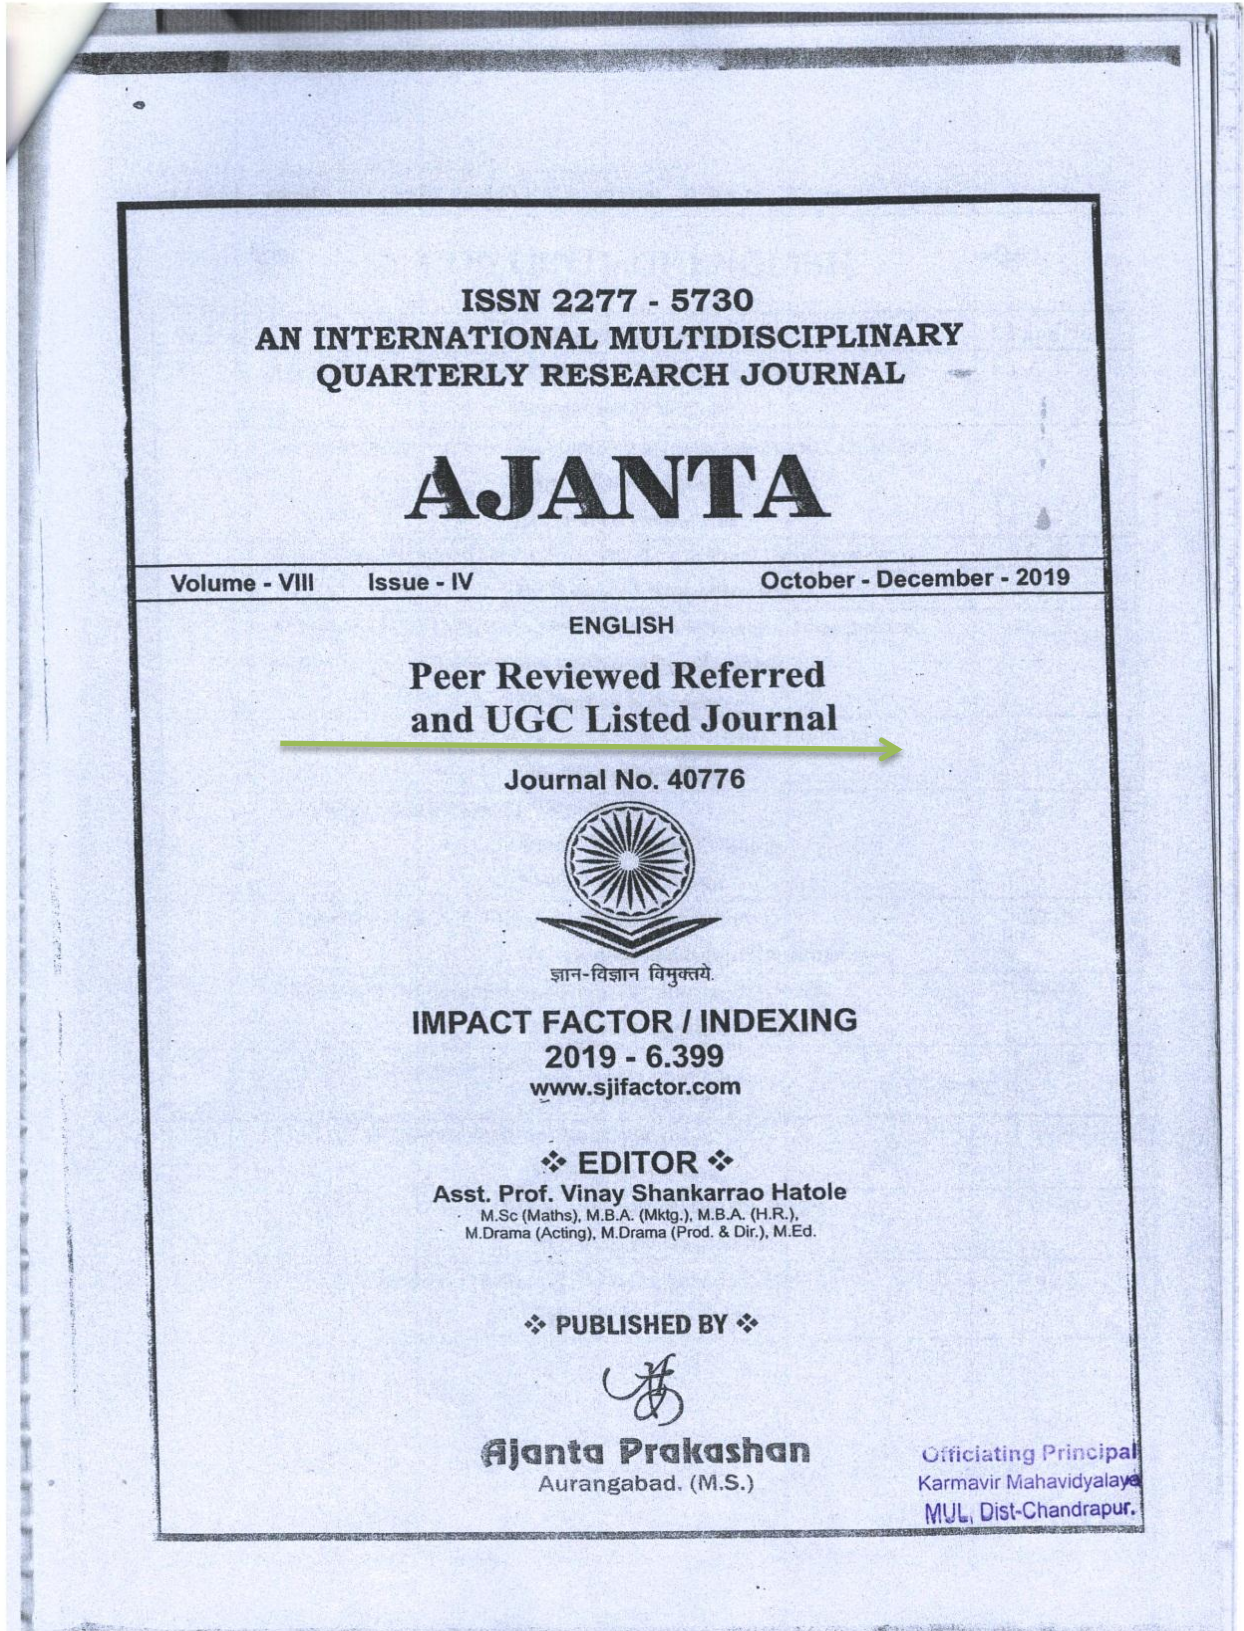 ISSN 2277 - 5730
AN INTERNATIONAL MULTIDISCIPLINARY
QUARTERLY RESEARCH JOURNAL
AJANTA
Volume - VIII Issue - IV October - December - 2019
ENGLISH
Peer Reviewed Referred
and UGC Listed Journal
Journal No. 40776
ज्ञान-विज्ञान विमुक्तये.
IMPACT FACTOR / INDEXING
2019 - 6.399
www.sjifactor.com
❖ EDITOR ❖
Asst. Prof. Vinay Shankarrao Hatole
M.Sc (Maths), M.B.A. (Mktg.), M.B.A. (H.R.),
M.Drama (Acting), M.Drama (Prod. & Dir.), M.Ed.
❖ PUBLISHED BY ❖
Ajanta Prakashan
Aurangabad. (M.S.)
Officiating Principal
Karmavir Mahavidyalaya
MUL, Dist-Chandrapur.